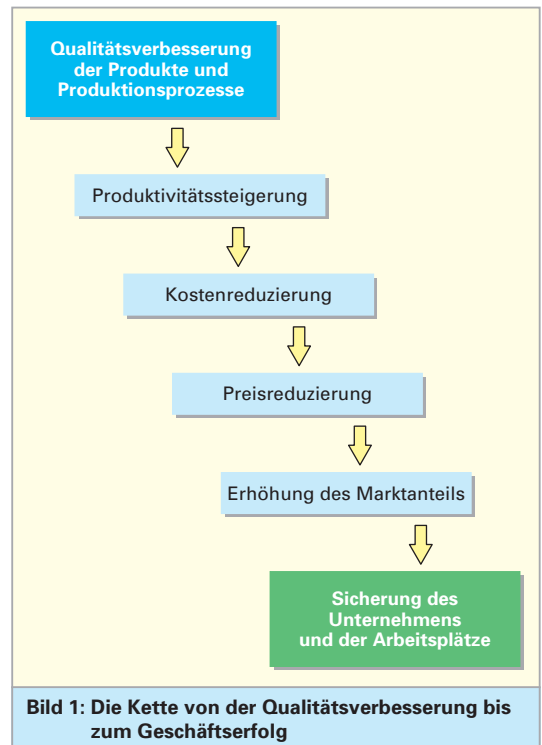 Qualitätsverbesserung
der Produkte und
Produktionsprozesse
Produktivitätssteigerung
Kostenreduzierung
Preisreduzierung
Erhöhung des Marktanteils
Sicherung des
Unternehmens
und der Arbeitsplätze
Bild 1: Die Kette von der Qualitätsverbesserung bis
zum Geschäftserfolg